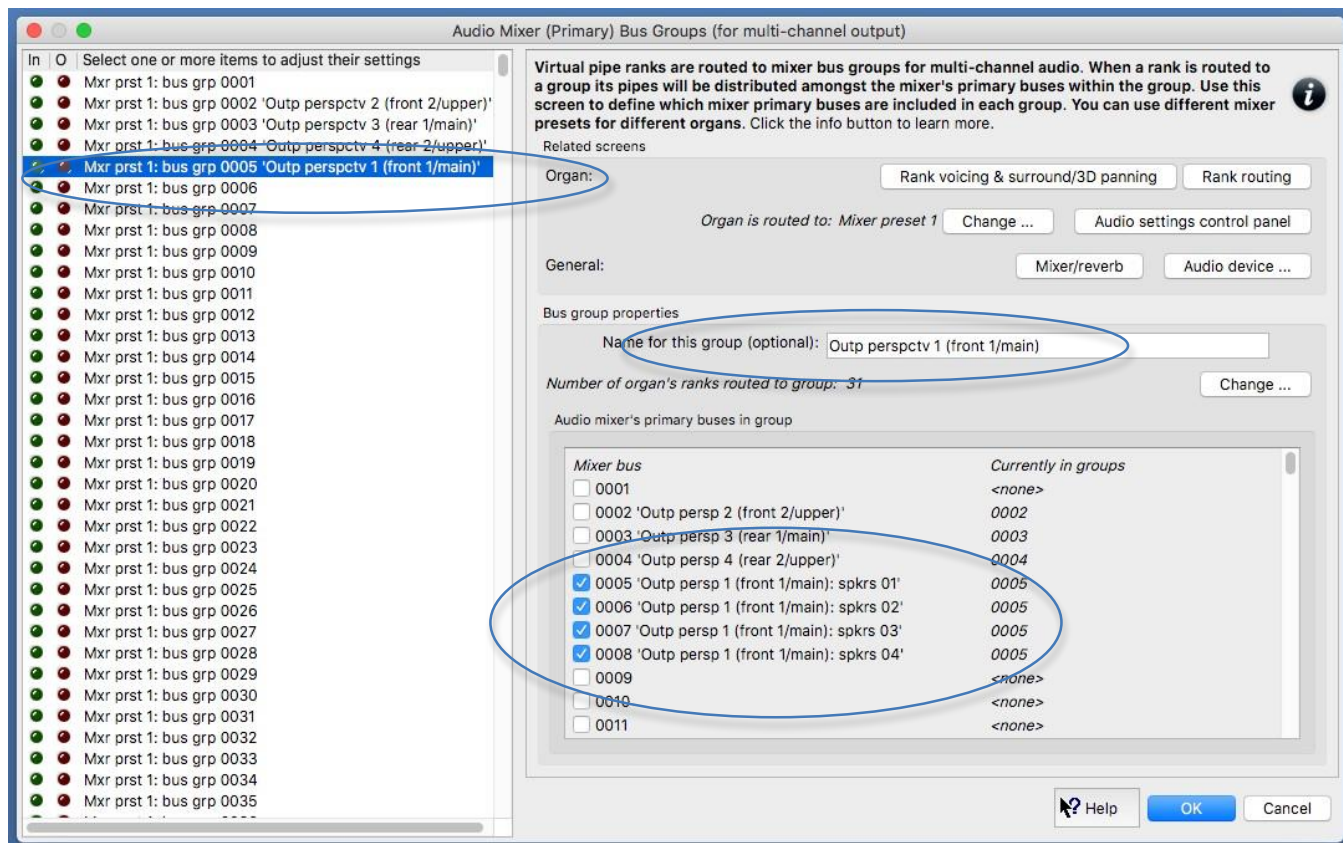 Audio Mixer (Primary) Bus Groups (for multi-channel output)
In O Select one or more items to adjust their settings
Mxr prst 1: bus grp 0001
Mxr prst 1: bus grp 0002 'Outp perspctv 2 (front 2/upper)'
Mxr prst 1: bus grp 0003 'Outp perspctv 3 (rear 1/main)'
Mxr prst 1: bus grp 0004 'Outp perspctv 4 (rear 2/upper)'
Mxr prst 1: bus grp 0005 'Outp perspctv 1 (front 1/main)'
Mxr prst 1: bus grp 0006
Mxr prst 1: bus grp 0007
Mxr prst 1: bus grp 0008
Mxr prst 1: bus grp 0009
Mxr prst 1: bus grp 0010
Mxr prst 1: bus grp 0011
Mxr prst 1: bus grp 0012
Mxr prst 1: bus grp 0013
Mxr prst 1: bus grp 0014
Mxr prst 1: bus grp 0015
Mxr prst 1: bus grp 0016
Mxr prst 1: bus grp 0017
Mxr prst 1: bus grp 0018
Mxr prst 1: bus grp 0019
Mxr prst 1: bus grp 0020
Mxr prst 1: bus grp 0021
Mxr prst 1: bus grp 0022
Mxr prst 1: bus grp 0023
Mxr prst 1: bus grp 0024
Mxr prst 1: bus grp 0025
Mxr prst 1: bus grp 0026
Mxr prst 1: bus grp 0027
Mxr prst 1: bus grp 0028
Mxr prst 1: bus grp 0029
Mxr prst 1: bus grp 0030
Mxr prst 1: bus grp 0031
Mxr prst 1: bus grp 0032
Mxr prst 1: bus grp 0033
Mxr prst 1: bus grp 0034
Mxr prst 1: bus grp 0035
Virtual pipe ranks are routed to mixer bus groups for multi-channel audio. When a rank is routed to
a group its pipes will be distributed amongst the mixer's primary buses within the group. Use this
screen to define which mixer primary buses are included in each group. You can use different mixer
presets for different organs. Click the info button to learn more.
Related screens
Organ: Rank voicing & surround/3D panning Rank routing
Organ is routed to: Mixer preset 1 Change ... Audio settings control panel
General: Mixer/reverb Audio device ...
Bus group properties
Name for this group (optional): Outp perspctv 1 (front 1/main)
Number of organ's ranks routed to group: 31 Change ...
Audio mixer's primary buses in group
Mixer bus Currently in groups
0001 <none>
0002 'Outp persp 2 (front 2/upper)' 0002
0003 'Outp persp 3 (rear 1/main)' 0003
0004 'Outp persp 4 (rear 2/upper)' 0004
0005 'Outp persp 1 (front 1/main): spkrs 01' 0005
0006 'Outp persp 1 (front 1/main): spkrs 02' 0005
0007 'Outp persp 1 (front 1/main): spkrs 03' 0005
0008 'Outp persp 1 (front 1/main): spkrs 04' 0005
0009 <none>
0010 <none>
0011 <none>
Help OK Cancel